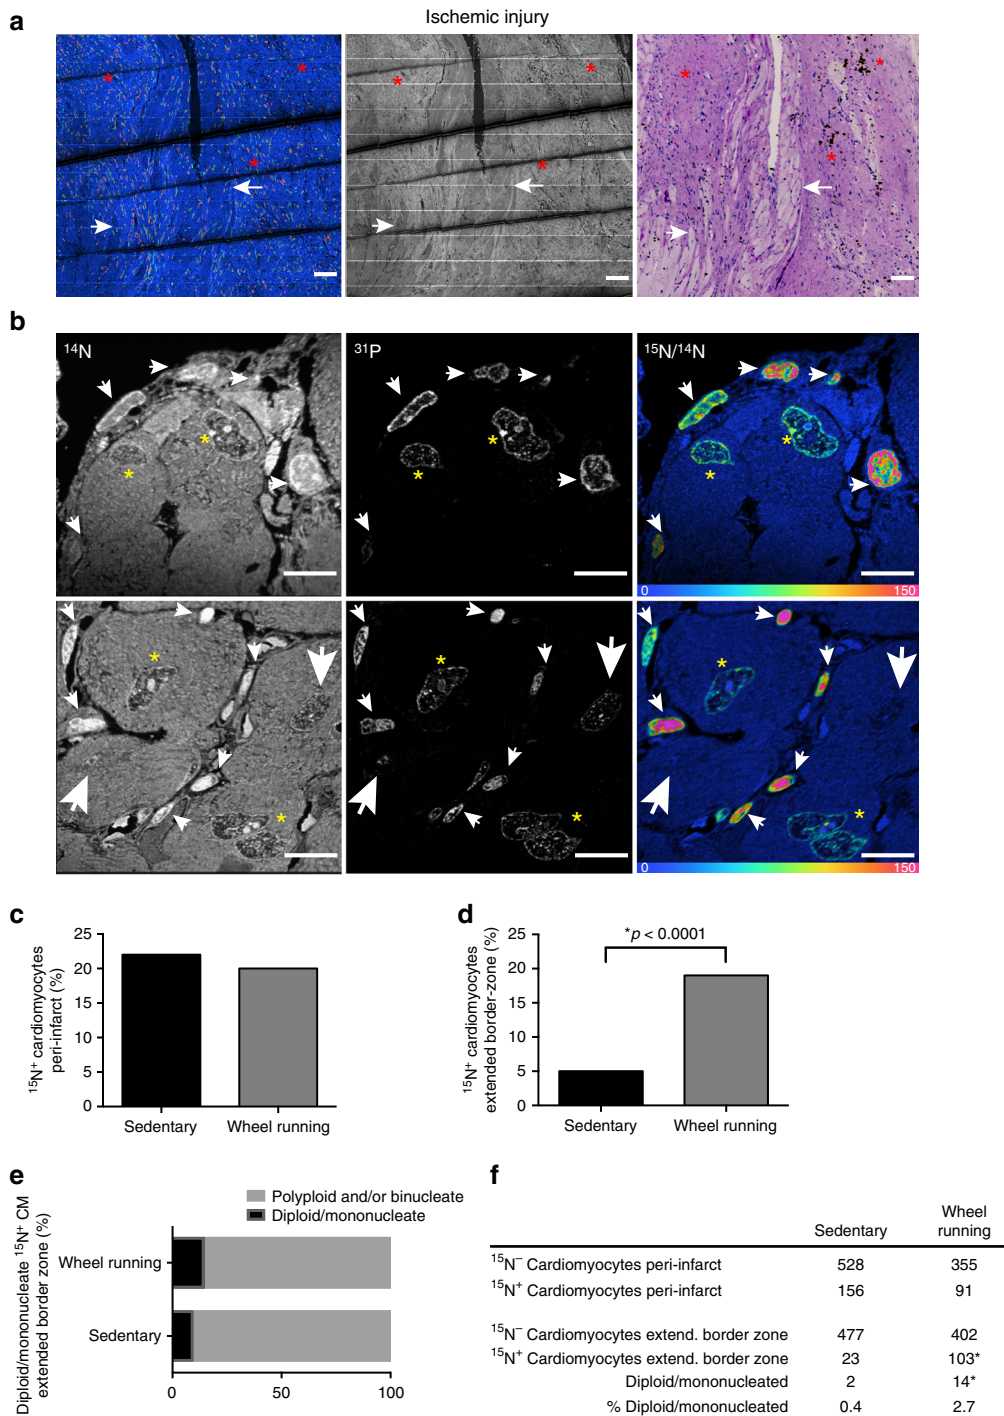 Ischemic injury
a
* * *
* * *
* * *
b
14N
31P
15N/14N
* *
* *
* *
0 150
* *
* *
* *
0 150
c
15N+ cardiomyocytes
peri-infarct (%)
25
20
15
10
5
0
Sedentary
Wheel running
d
15N+ cardiomyocytes
extended border-zone (%)
25
20
15
10
5
0
*p < 0.0001
Sedentary
Wheel running
e
Diploid/mononucleate 15N+ CM
extended border zone (%)
Polyploid and/or binucleate
Diploid/mononucleate
Wheel running
Sedentary
0 50 100
f
Sedentary Wheel running
15N− Cardiomyocytes peri-infarct 528 355
15N+ Cardiomyocytes peri-infarct 156 91
15N− Cardiomyocytes extend. border zone 477 402
15N+ Cardiomyocytes extend. border zone 23 103*
Diploid/mononucleated 2 14*
% Diploid/mononucleated 0.4 2.7